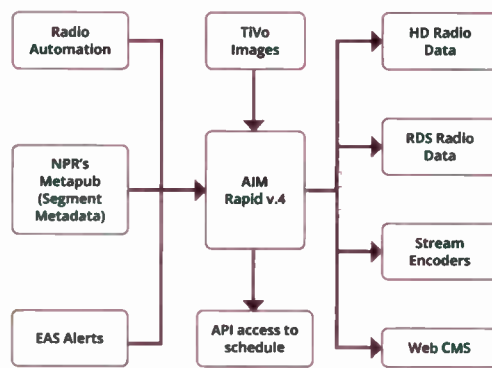 Radio
Automation
TiVo
Images
HD Radio
Data
NPR's
Metapub
(Segment
Metadata)
AIM
Rapid v.4
RDS Radio
Data
Stream
Encoders
EAS Alerts
API access to
schedule
Web CMS